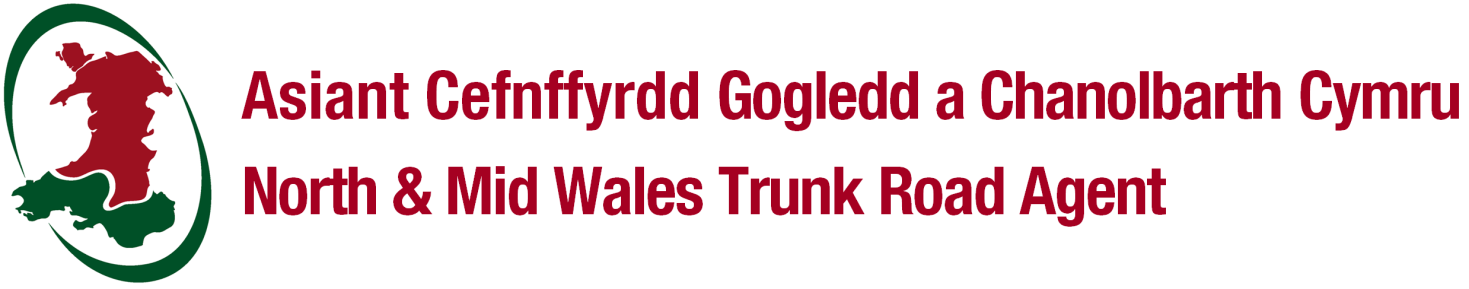 Asiant Cefnffyrdd Gogledd a Chanolbarth Cymru
North & Mid Wales Trunk Road Agent